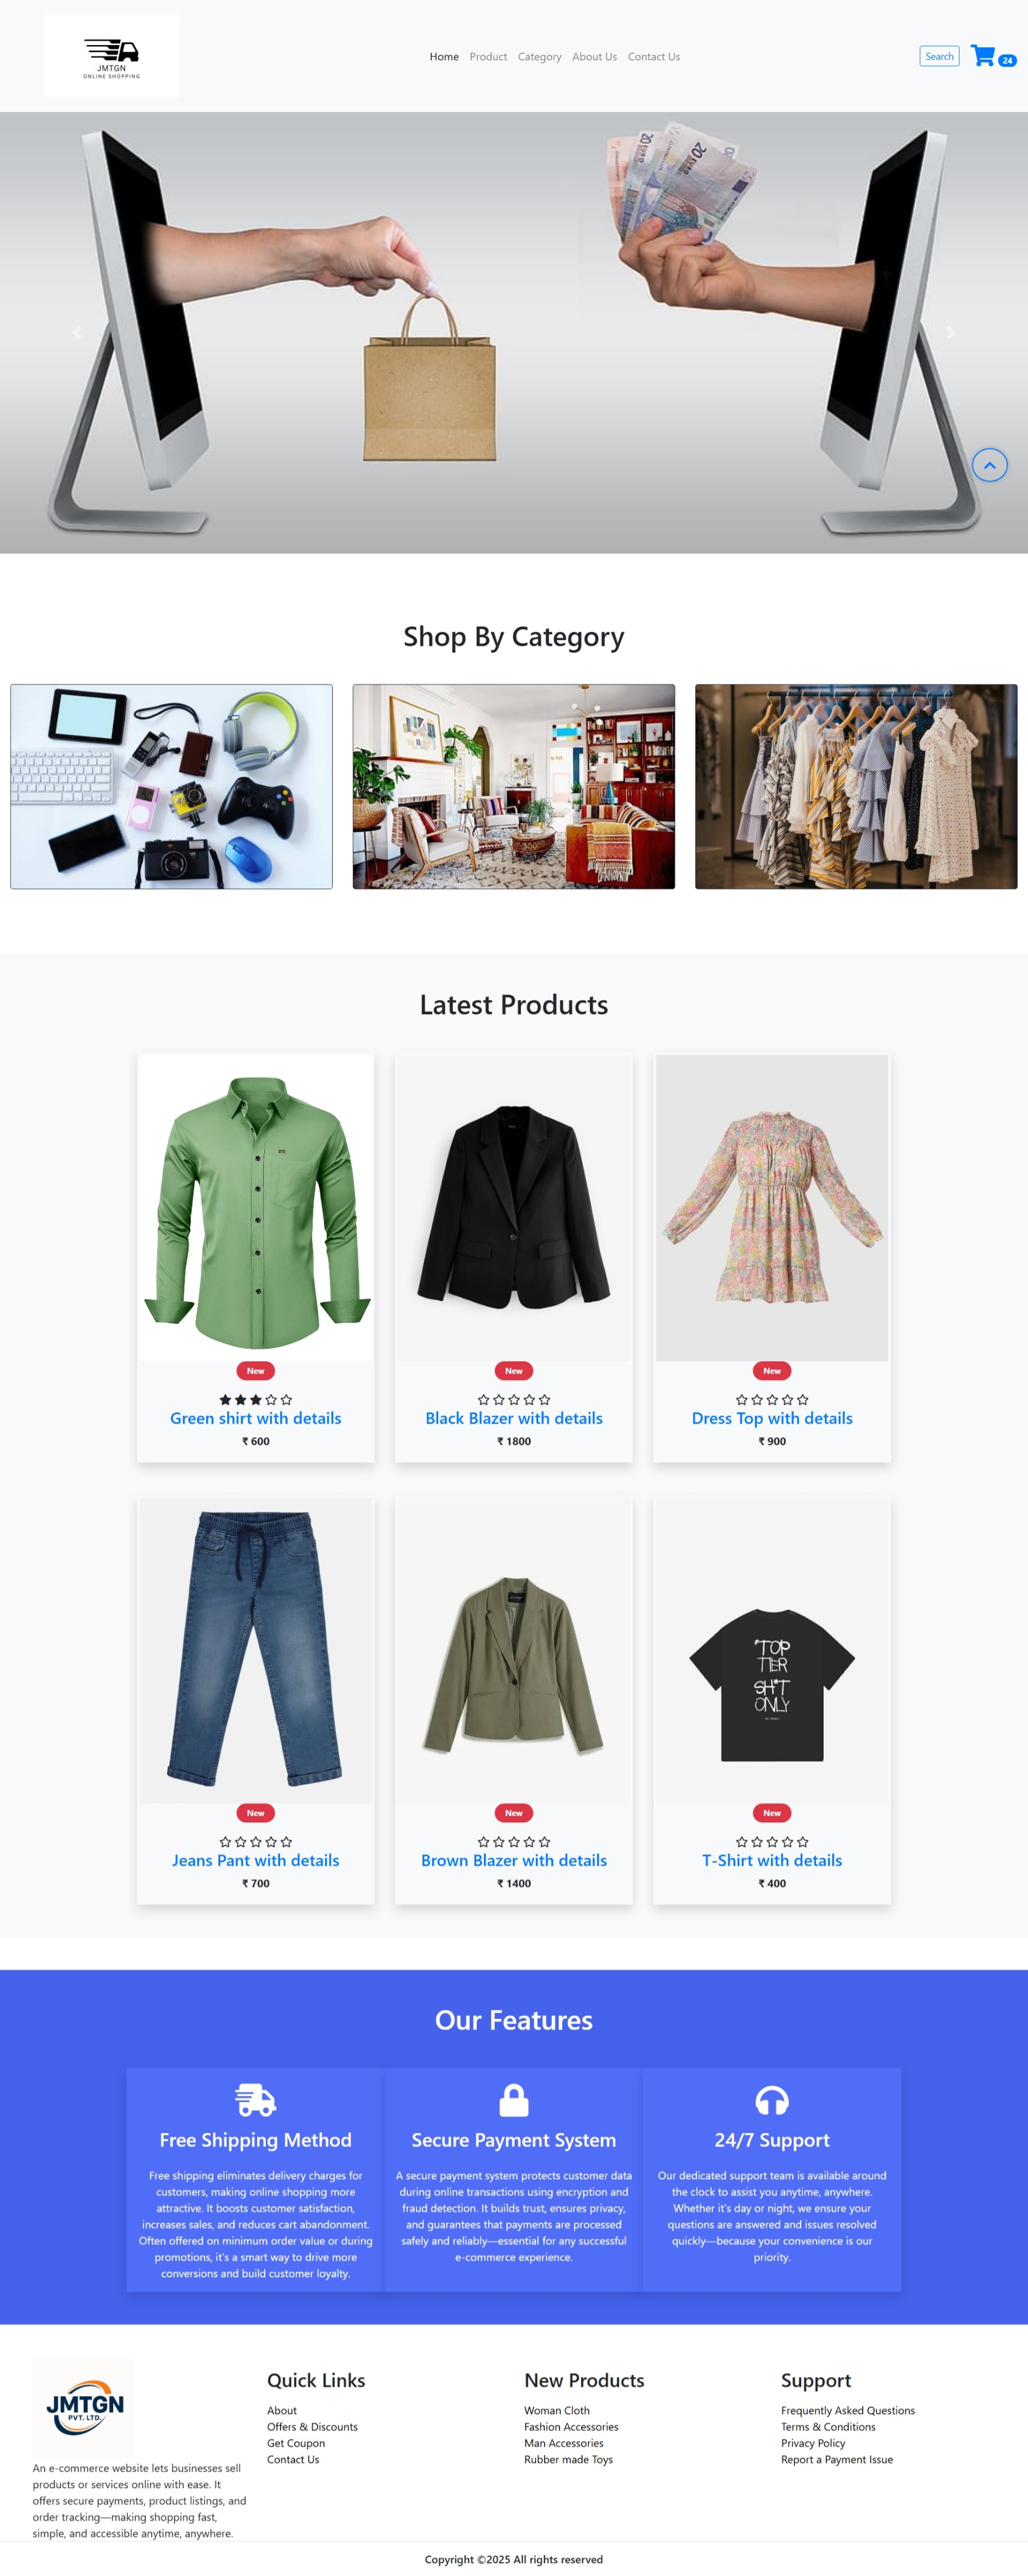 JMTGN
ONLINE SHOPPING
Home Product Category About Us Contact Us
Search
24
20 20
Shop By Category
Latest Products
New New New
Green shirt with details Black Blazer with details Dress Top with details
₹ 600 ₹ 1800 ₹ 900
*TOP
TIER
SH*T
ONLY
New New New
Jeans Pant with details Brown Blazer with details T-Shirt with details
₹ 700 ₹ 1400 ₹ 400
Our Features
Free Shipping Method
Free shipping eliminates delivery charges for
customers, making online shopping more
attractive. It boosts customer satisfaction,
increases sales, and reduces cart abandonment.
Often offered on minimum order value or during
promotions, it's a smart way to drive more
conversions and build customer loyalty.
Secure Payment System
A secure payment system protects customer data
during online transactions using encryption and
fraud detection. It builds trust, ensures privacy,
and guarantees that payments are processed
safely and reliably—essential for any successful
e-commerce experience.
24/7 Support
Our dedicated support team is available around
the clock to assist you anytime, anywhere.
Whether it's day or night, we ensure your
questions are answered and issues resolved
quickly—because your convenience is our
priority.
JMTGN
PVT. LTD.
An e-commerce website lets businesses sell
products or services online with ease. It
offers secure payments, product listings, and
order tracking—making shopping fast,
simple, and accessible anytime, anywhere.
Quick Links
About
Offers & Discounts
Get Coupon
Contact Us
New Products
Woman Cloth
Fashion Accessories
Man Accessories
Rubber made Toys
Support
Frequently Asked Questions
Terms & Conditions
Privacy Policy
Report a Payment Issue
Copyright ©2025 All rights reserved